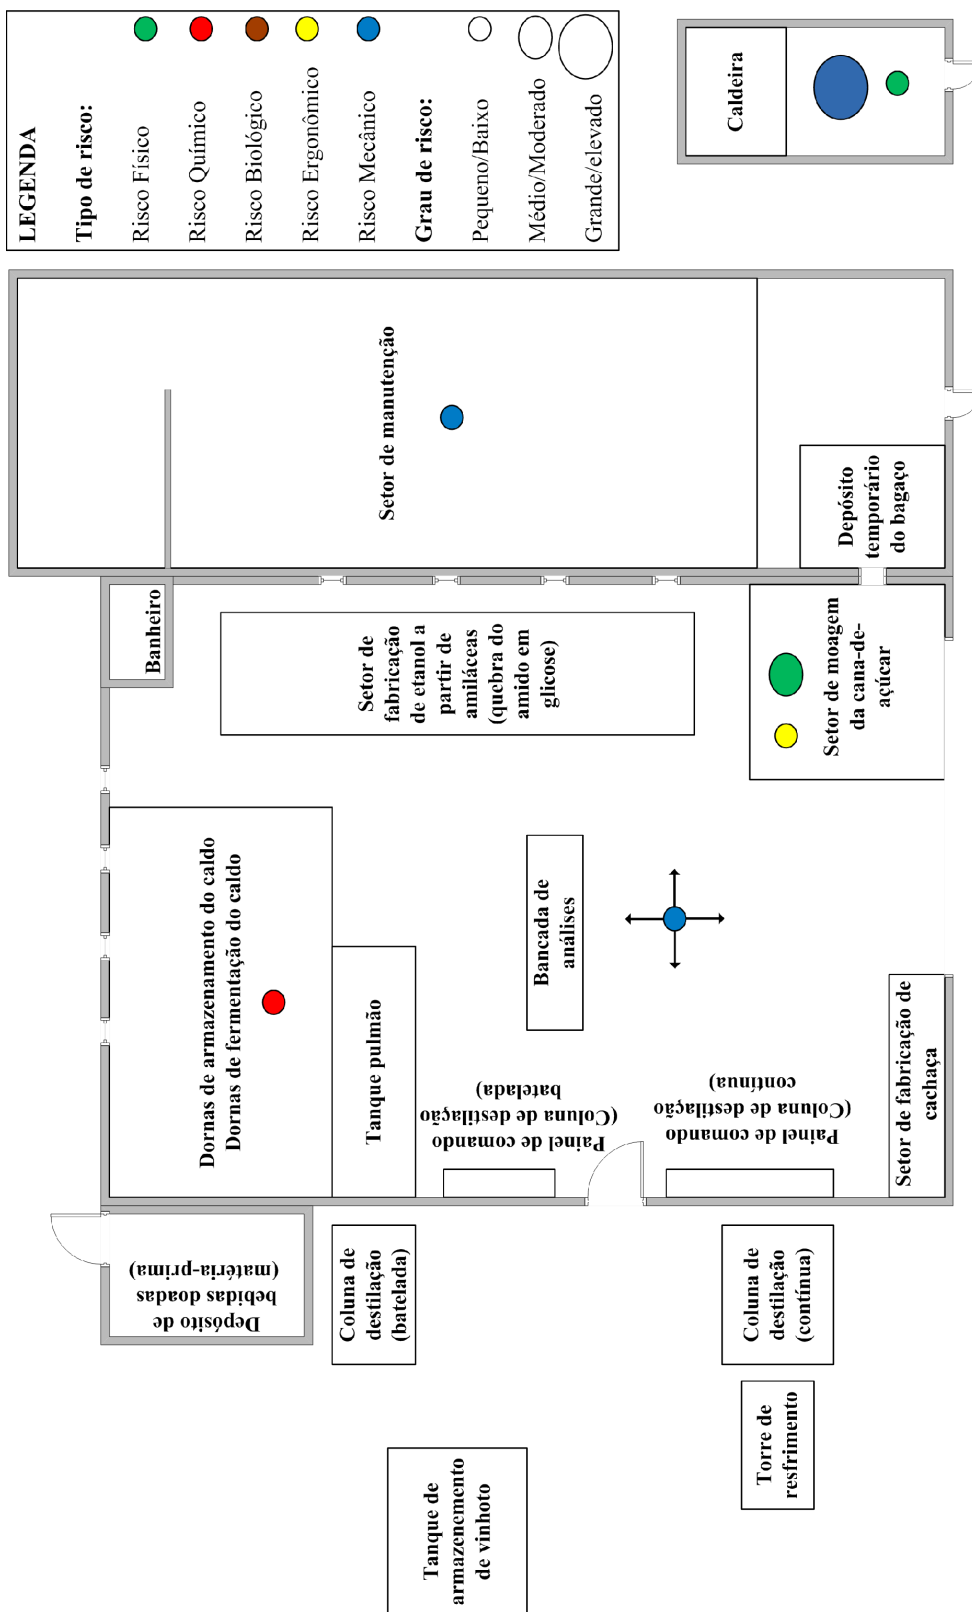 LEGENDA
Tipo de risco:
Risco Físico
Risco Químico
Risco Biológico
Risco Ergonômico
Risco Mecânico
Grau de risco:
Pequeno/Baixo
Médio/Moderado
Grande/elevado
Caldeira
Setor de manutenção
Depósito
temporário
do bagaço
Banheiro
Setor de
fabricação
de etanol a
partir de
amiláceas
(quebra do
amido em
glicose)
Setor de moagem
da cana-de-
açúcar
Dornas de armazenamento do caldo
Dornas de fermentação do caldo
Tanque pulmão
Bancada de
análises
Painel de comando
(Coluna de destilação
batelada)
Painel de comando
(Coluna de destilação
contínua)
Setor de fabricação de
cachaça
Depósito de
bebidas doadas
(matéria-prima)
Coluna de
destilação
(batelada)
Coluna de
destilação
(contínua)
Torre de
resfrimento
Tanque de
armazenemento
de vinhoto